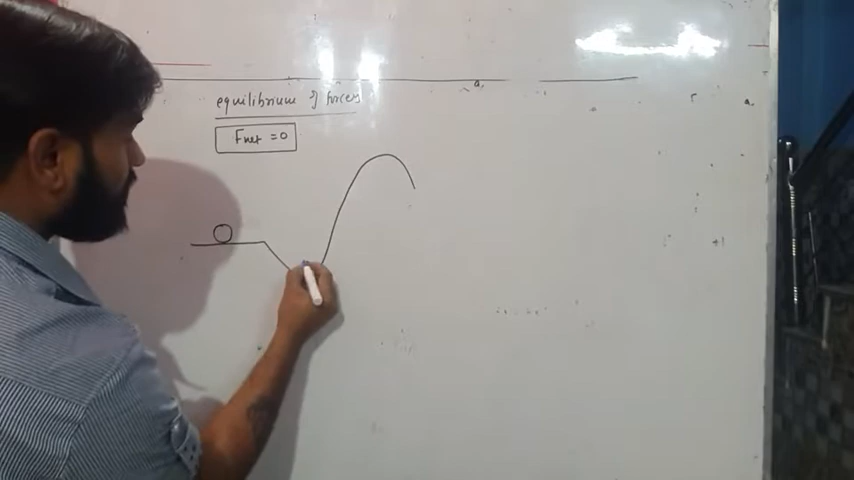 equilibrium of forces
Fnet = 0